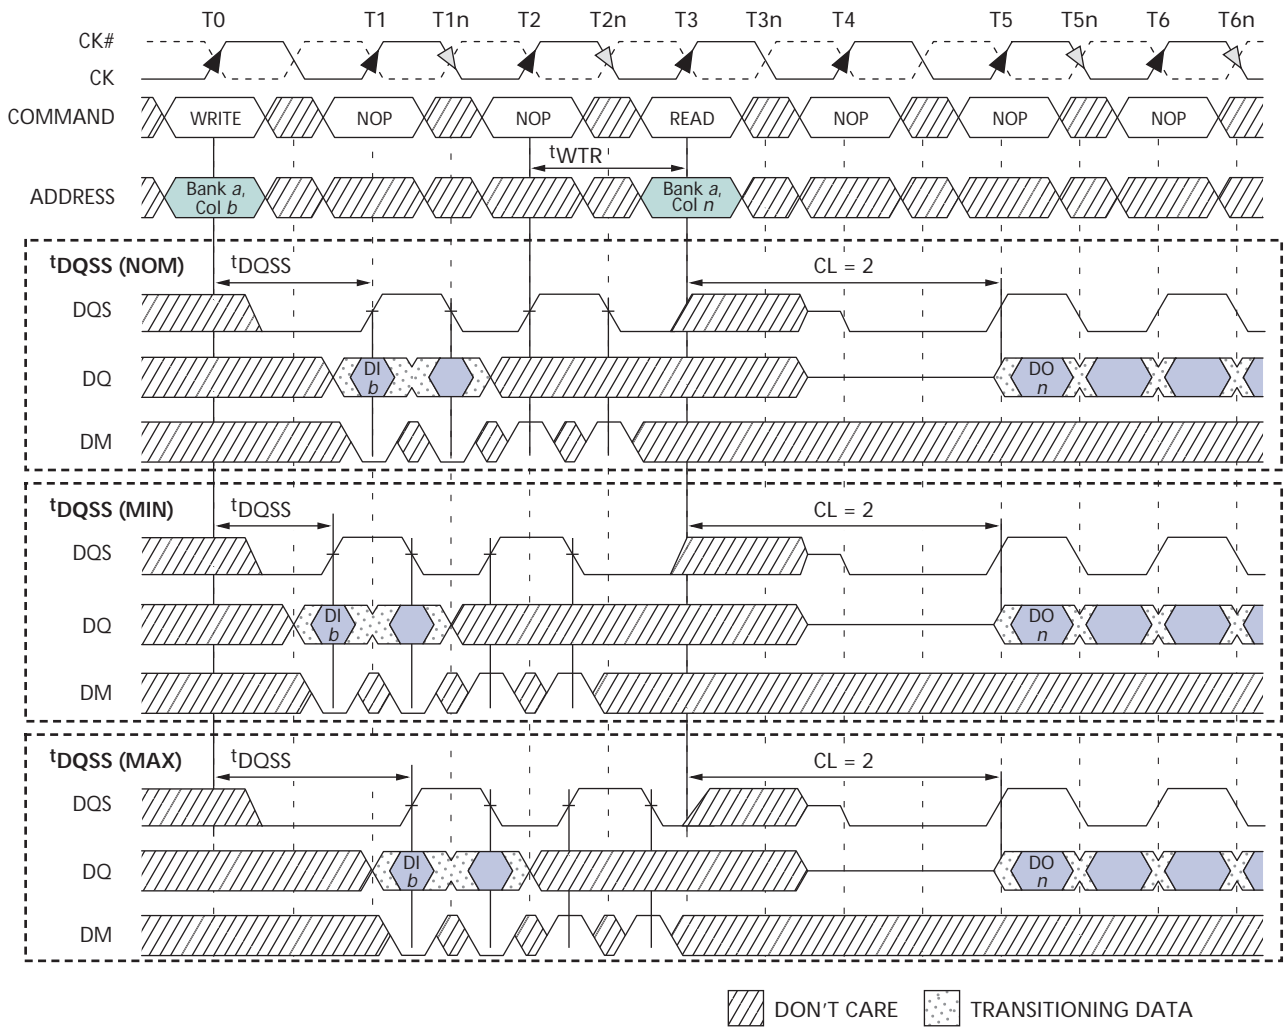 T0 T1 T1n T2 T2n T3 T3n T4 T5 T5n T6 T6n
CK#
CK
COMMAND WRITE NOP NOP READ NOP NOP NOP
tWTR
ADDRESS Bank a, Col b Bank a, Col n
tDQSS (NOM) tDQSS CL = 2
DQS
DQ DI b DO n
DM
tDQSS (MIN) tDQSS CL = 2
DQS
DQ DI b DO n
DM
tDQSS (MAX) tDQSS CL = 2
DQS
DQ DI b DO n
DM
DON'T CARE TRANSITIONING DATA